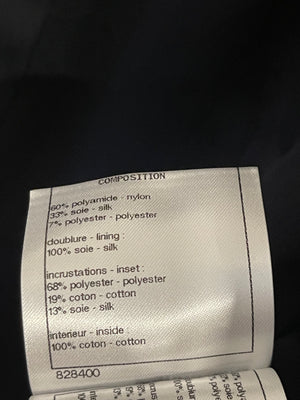 COMPOSITION
60% polyamide - nylon
33% soie - silk
7% polyester - polyester
doublure - lining :
100% soie - silk
incrustations - inset :
68% polyester - polyester
19% coton - cotton
13% soie - silk
interieur - inside :
100% coton - cotton
828400